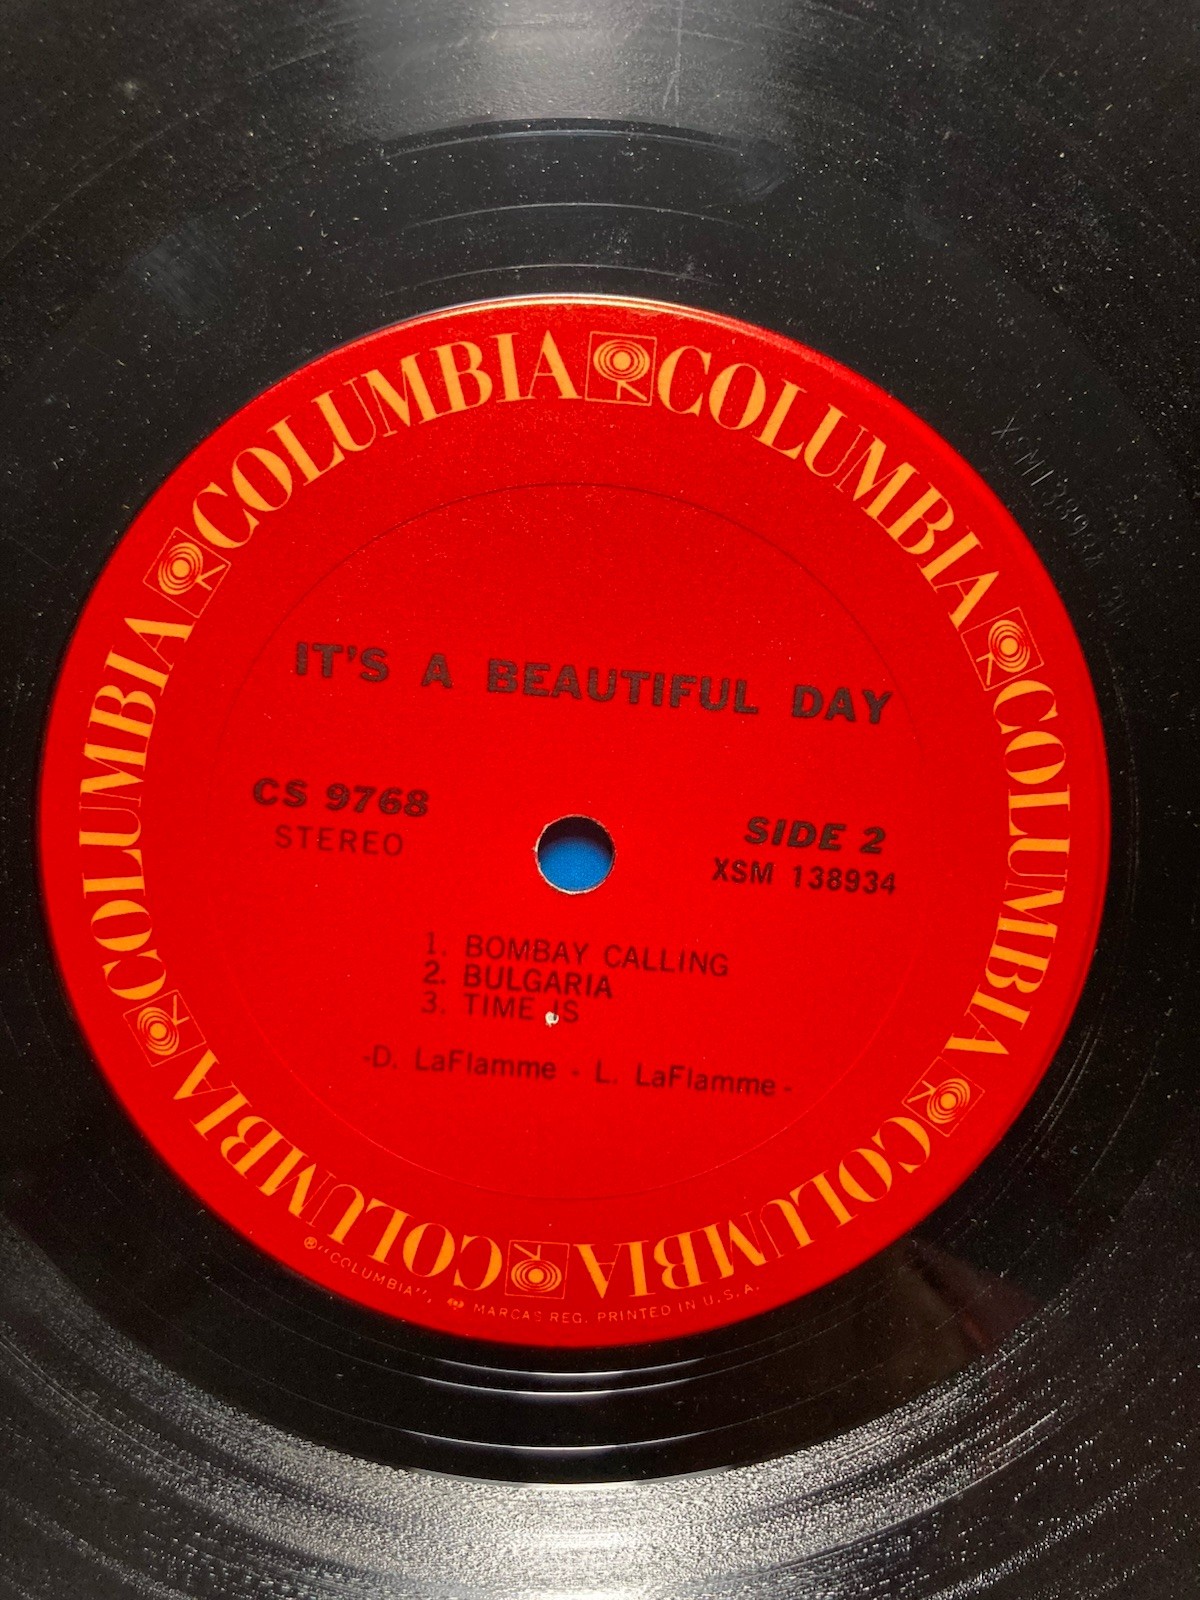 COLUMBIA COLUMBIA COLUMBIA COLUMBIA COLUMBIA COLUMBIA
IT'S A BEAUTIFUL DAY
CS 9768
STEREO
SIDE 2
XSM 138934
1. BOMBAY CALLING
2. BULGARIA
3. TIME IS
-D. LaFlamme - L. LaFlamme -
®"COLUMBIA", MARCAS REG. PRINTED IN U.S.A.